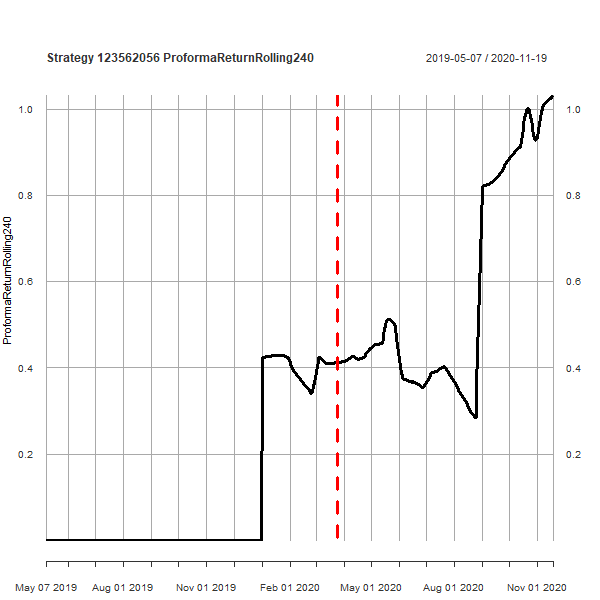 Strategy 123562056 ProformaReturnRolling240
2019-05-07 / 2020-11-19
1.0
1.0
0.8
0.8
0.6
0.6
0.4
0.4
0.2
0.2
ProformaReturnRolling240
May 07 2019
Aug 01 2019
Nov 01 2019
Feb 01 2020
May 01 2020
Aug 01 2020
Nov 01 2020